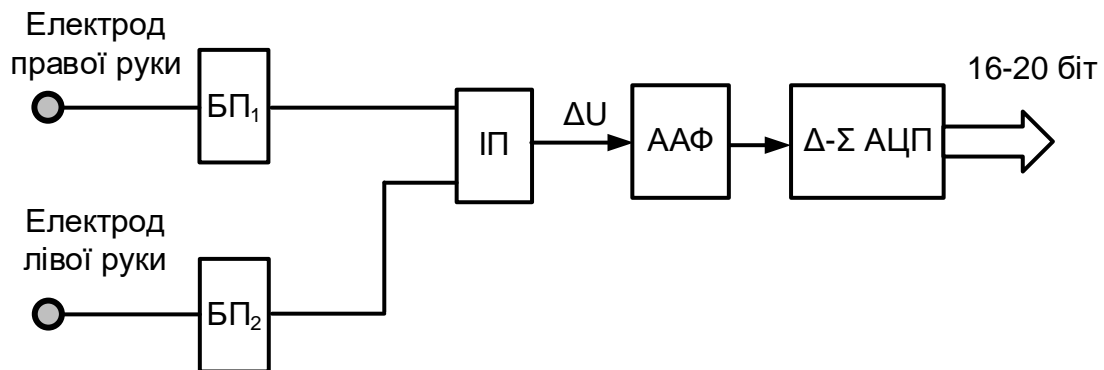 Електрод
правої руки
БП₁
ІП
ΔU
ААФ
Δ-Σ АЦП
16-20 біт
Електрод
лівої руки
БП₂